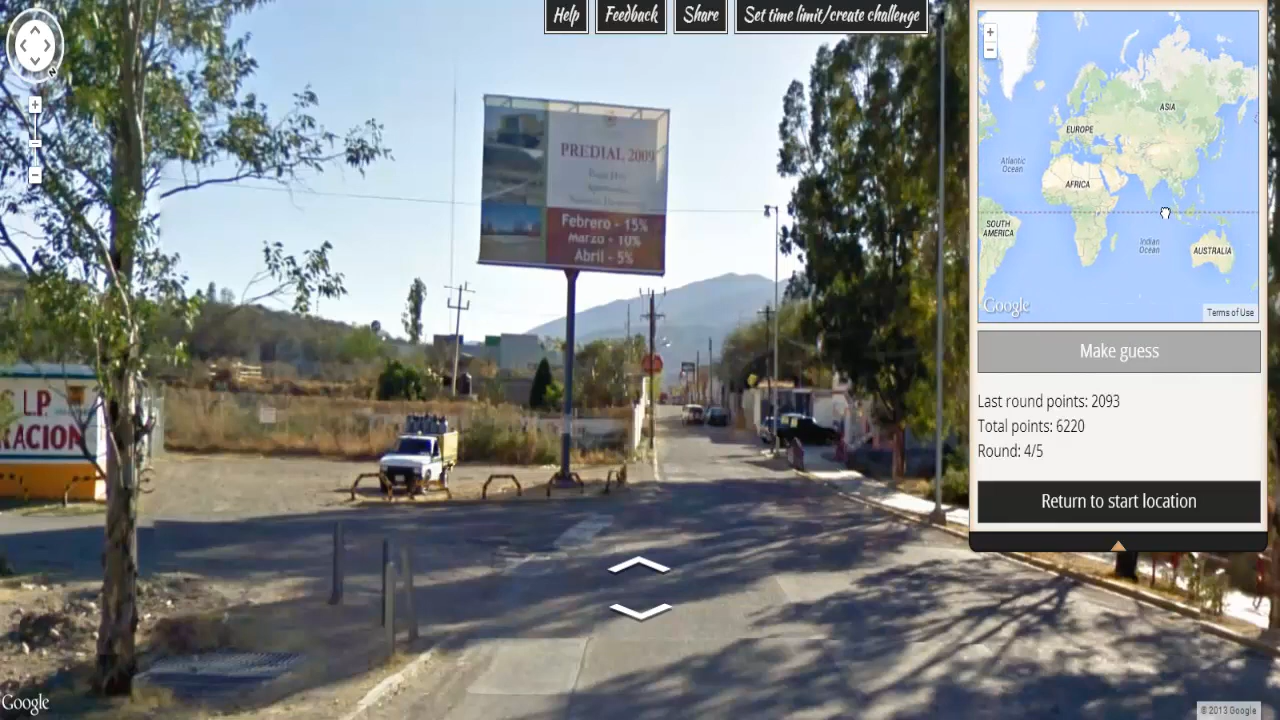 Help
Feedback
Share
Set time limit/create challenge
PREDIAL 2009
Febrero - 15%
Marzo - 10%
Abril - 5%
S L.P
RACION
Google
+
−
+
−
ASIA
EUROPE
Atlantic
Ocean
AFRICA
SOUTH
AMERICA
Indian
Ocean
AUSTRALIA
Google
Terms of Use
Make guess
Last round points: 2093
Total points: 6220
Round: 4/5
Return to start location
© 2013 Google